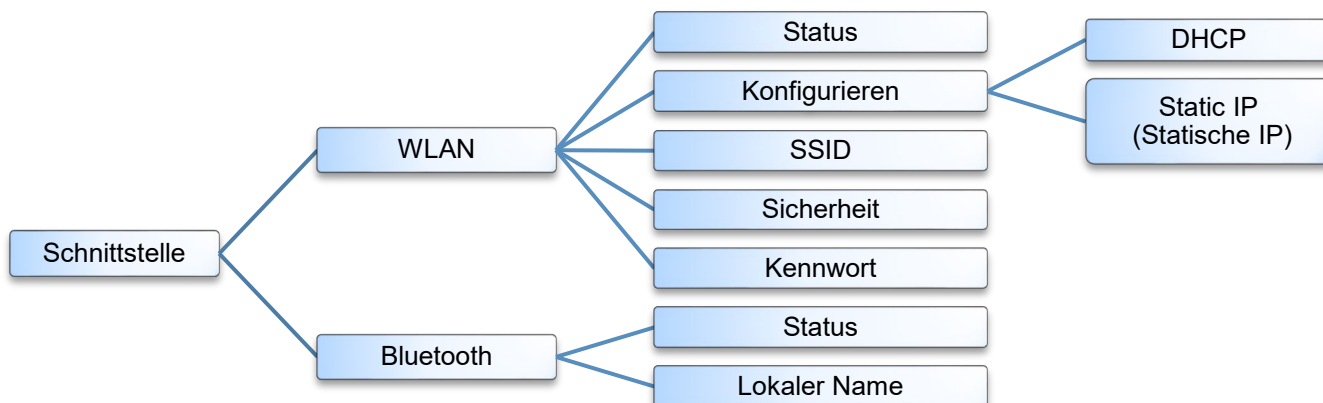 Schnittstelle
WLAN
Status
Konfigurieren
DHCP
Static IP
(Statische IP)
SSID
Sicherheit
Kennwort
Bluetooth
Status
Lokaler Name